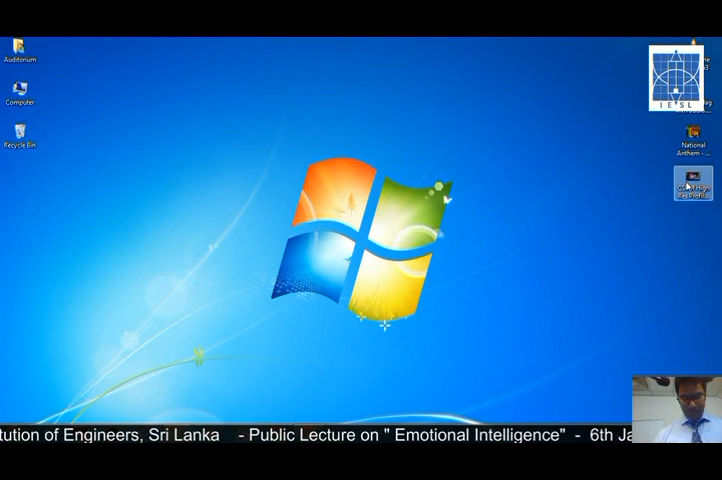 Auditorium
Computer
Recycle Bin
IESL
National
Anthem - ...
tution of Engineers, Sri Lanka - Public Lecture on " Emotional Intelligence" - 6th Ja